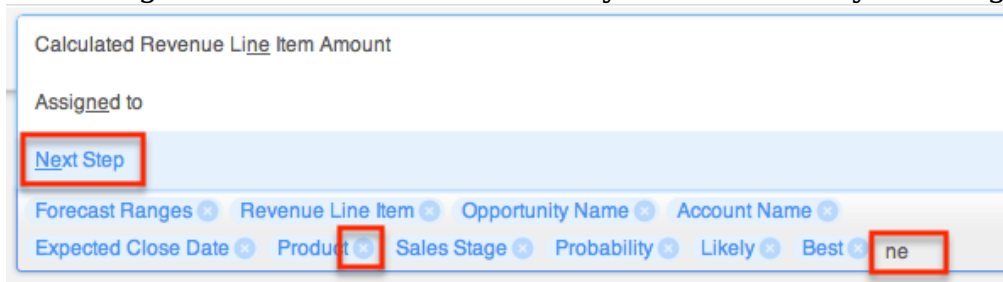 Calculated Revenue Line Item Amount
Assigned to
Next Step
Forecast Ranges Revenue Line Item Opportunity Name Account Name
Expected Close Date Product Sales Stage Probability Likely Best ne